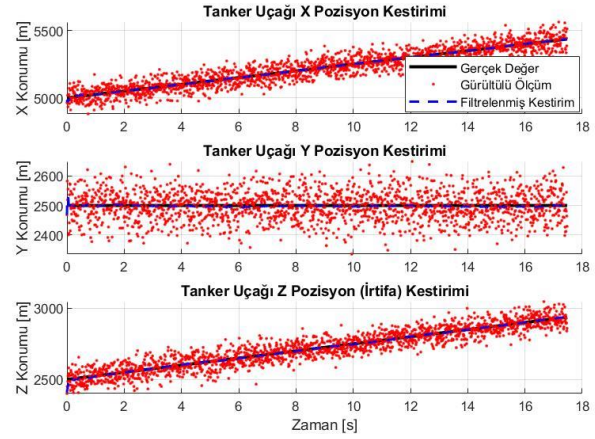 Tanker Uçağı X Pozisyon Kestirimi
X Konumu [m]
5500
5000
Gerçek Değer
Gürültülü Ölçüm
Filtrelenmiş Kestirim
0 2 4 6 8 10 12 14 16 18
Tanker Uçağı Y Pozisyon Kestirimi
Y Konumu [m]
2600
2500
2400
0 2 4 6 8 10 12 14 16 18
Tanker Uçağı Z Pozisyon (İrtifa) Kestirimi
Z Konumu [m]
3000
2500
0 2 4 6 8 10 12 14 16 18
Zaman [s]